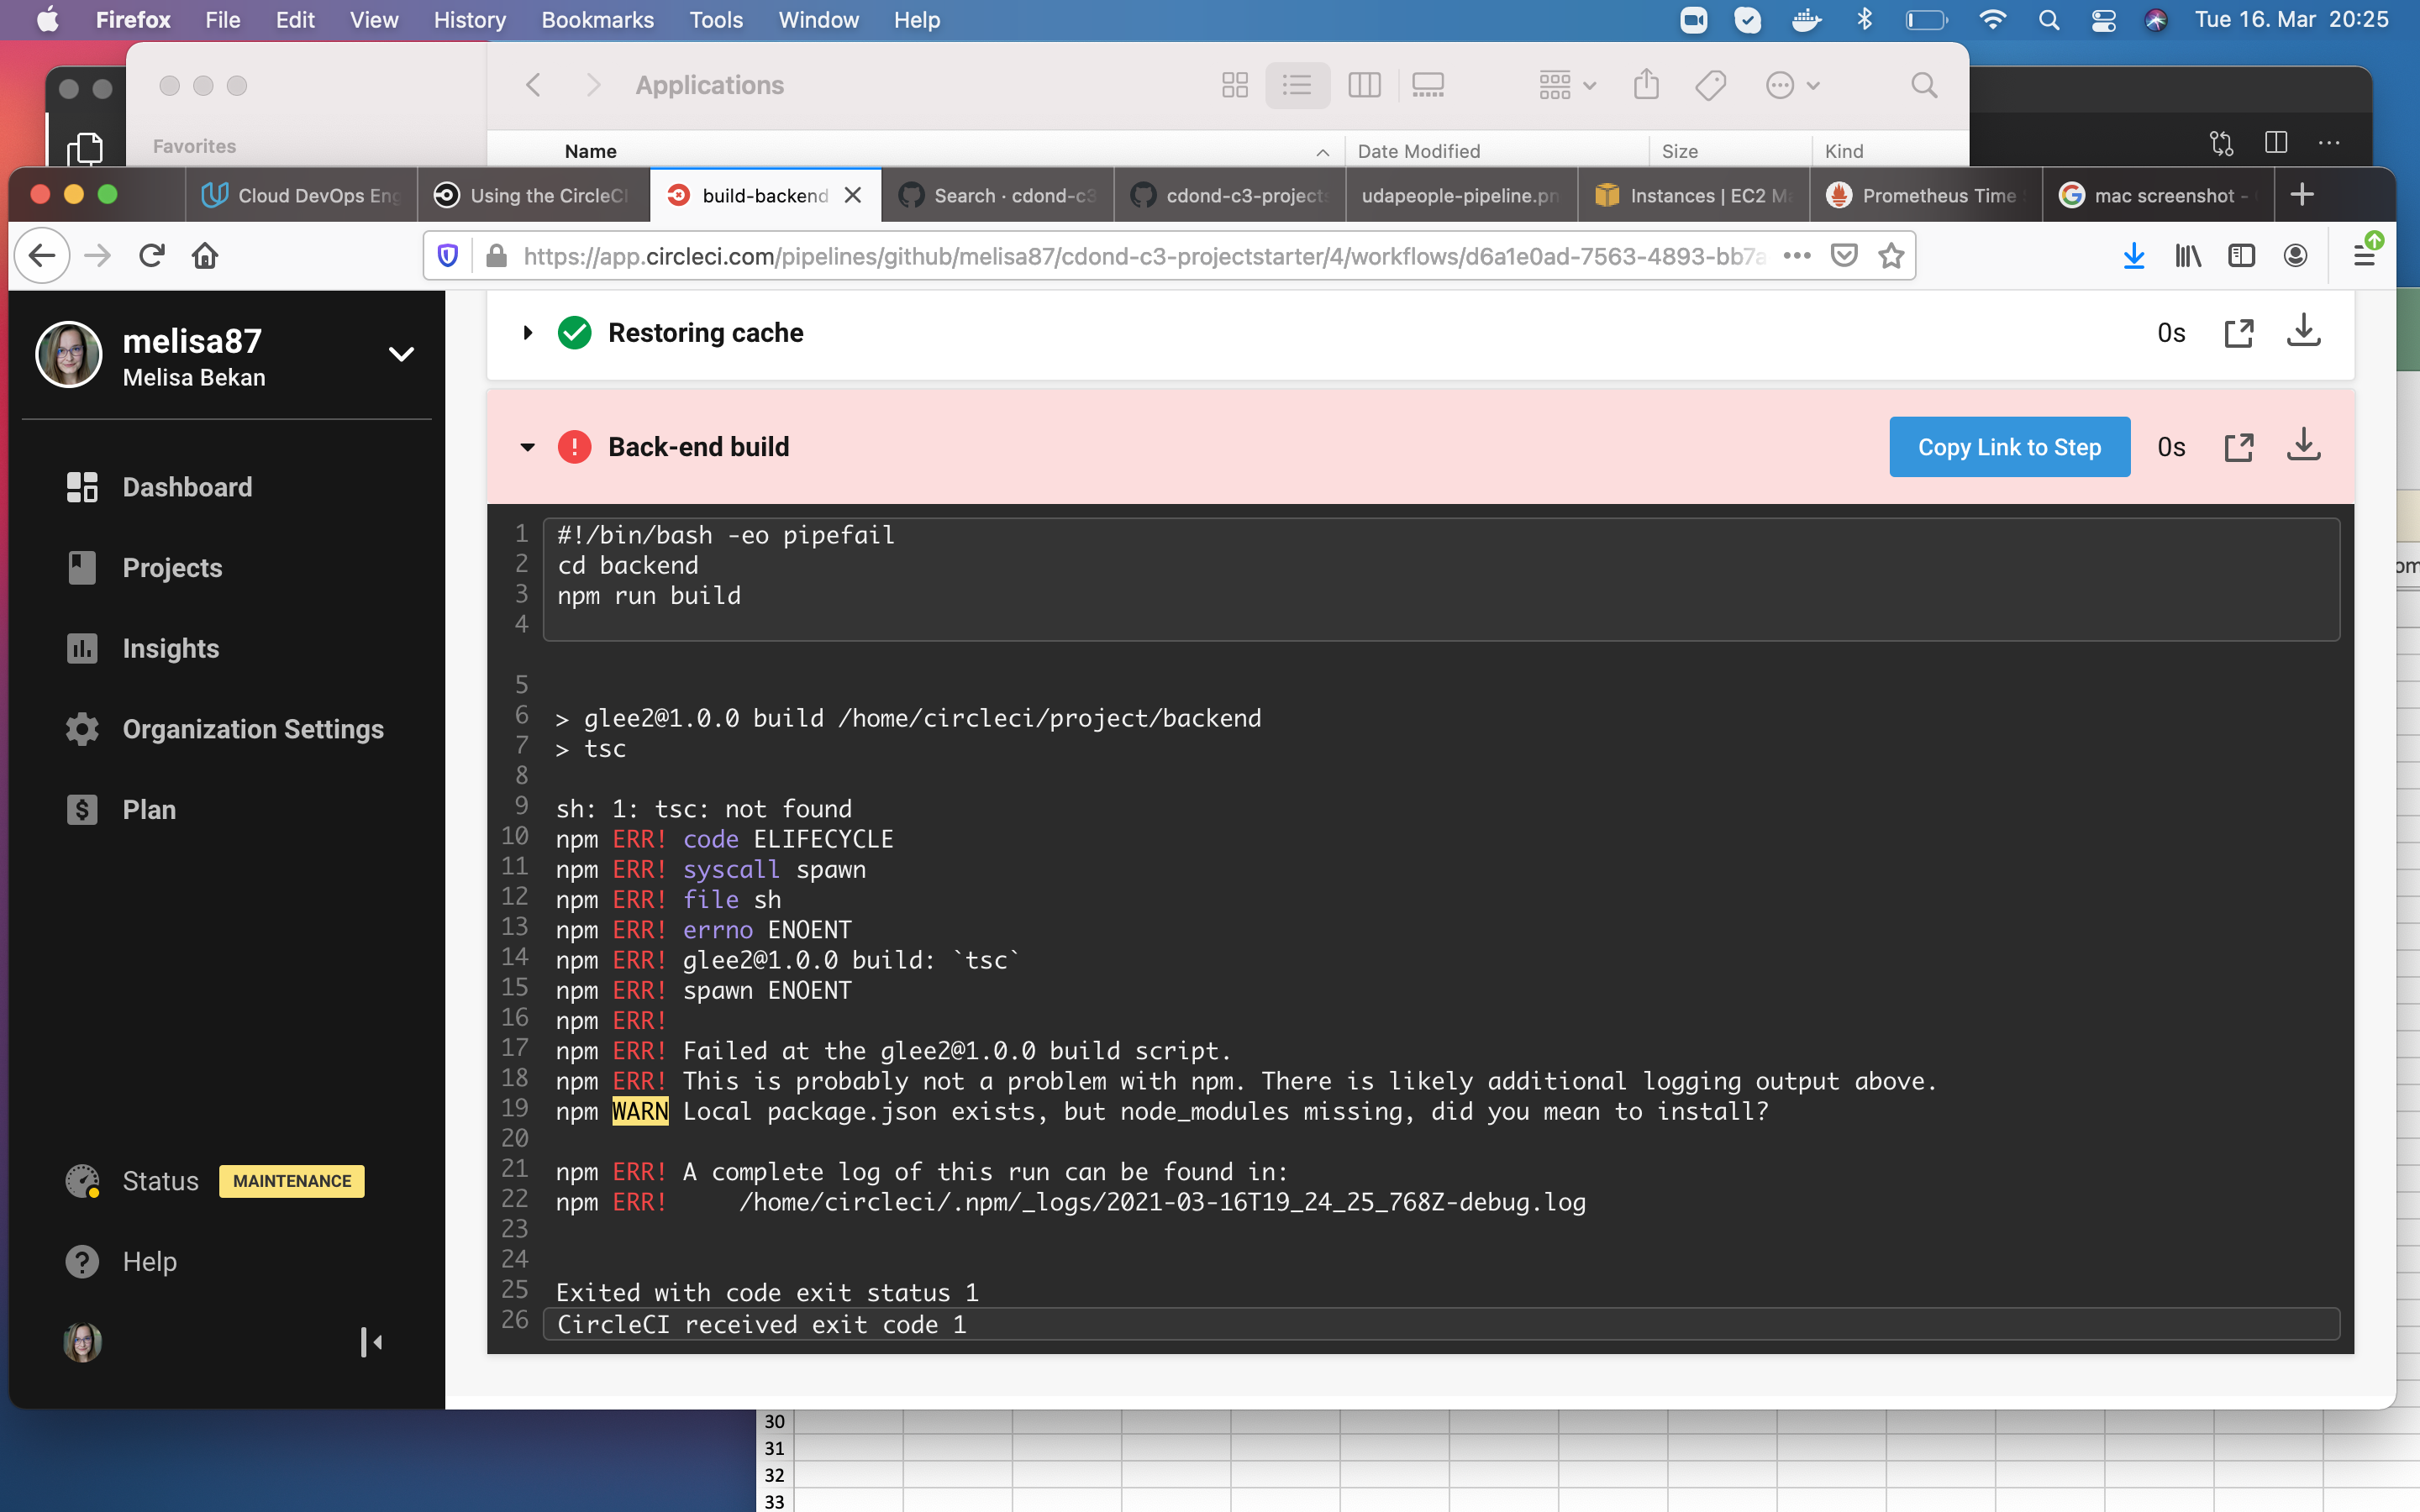 Firefox File Edit View History Bookmarks Tools Window Help Tue 16. Mar 20:25
Applications
Favorites
Name Date Modified Size Kind
Cloud DevOps Eng Using the CircleC build-backend Search · cdond-c3 cdond-c3-projects udapeople-pipeline.pn Instances | EC2 M Prometheus Time mac screenshot -
https://app.circleci.com/pipelines/github/melisa87/cdond-c3-projectstarter/4/workflows/d6a1e0ad-7563-4893-bb7a
melisa87
Melisa Bekan
Dashboard
Projects
Insights
Organization Settings
$ Plan
Status MAINTENANCE
? Help
Restoring cache 0s
! Back-end build Copy Link to Step 0s
1 #!/bin/bash -eo pipefail
2 cd backend
3 npm run build
4
5
6 > glee2@1.0.0 build /home/circleci/project/backend
7 > tsc
8
9 sh: 1: tsc: not found
10 npm ERR! code ELIFECYCLE
11 npm ERR! syscall spawn
12 npm ERR! file sh
13 npm ERR! errno ENOENT
14 npm ERR! glee2@1.0.0 build: `tsc`
15 npm ERR! spawn ENOENT
16 npm ERR!
17 npm ERR! Failed at the glee2@1.0.0 build script.
18 npm ERR! This is probably not a problem with npm. There is likely additional logging output above.
19 npm WARN Local package.json exists, but node_modules missing, did you mean to install?
20
21 npm ERR! A complete log of this run can be found in:
22 npm ERR!     /home/circleci/.npm/_logs/2021-03-16T19_24_25_768Z-debug.log
23
24
25 Exited with code exit status 1
26 CircleCI received exit code 1
om
30
31
32
33